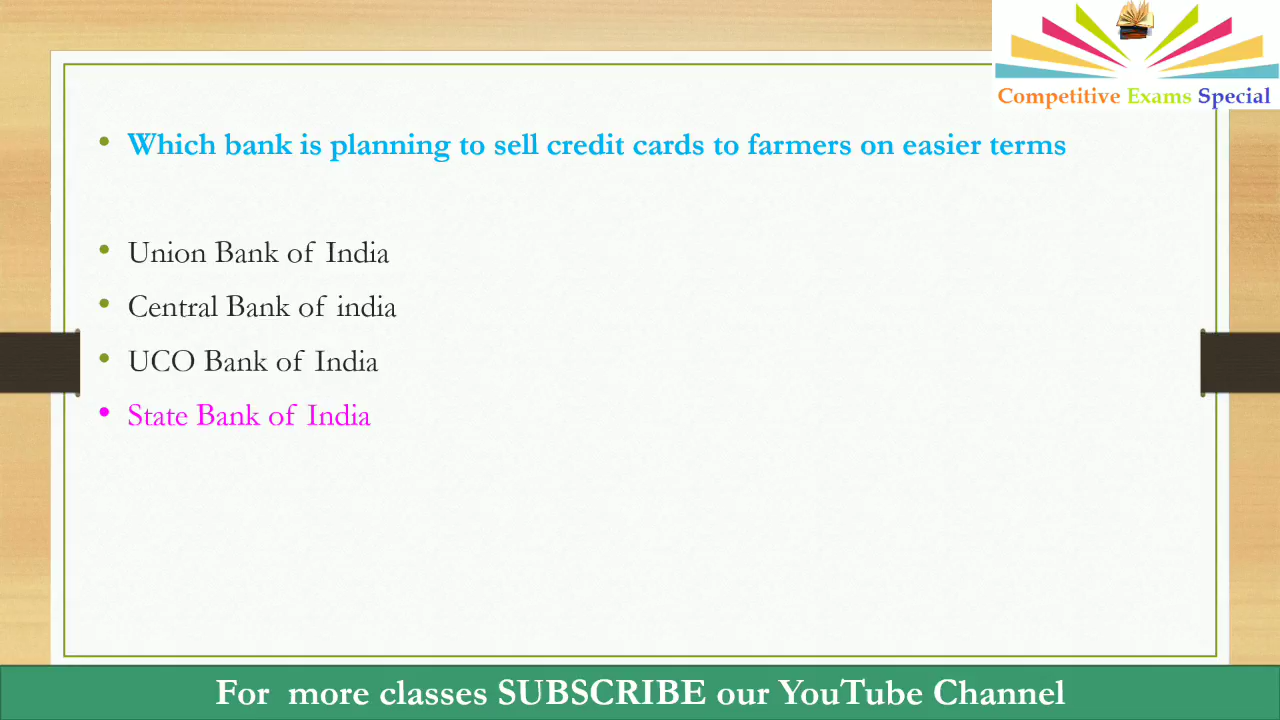 Competitive Exams Special
• Which bank is planning to sell credit cards to farmers on easier terms
• Union Bank of India
• Central Bank of india
• UCO Bank of India
• State Bank of India
For more classes SUBSCRIBE our YouTube Channel